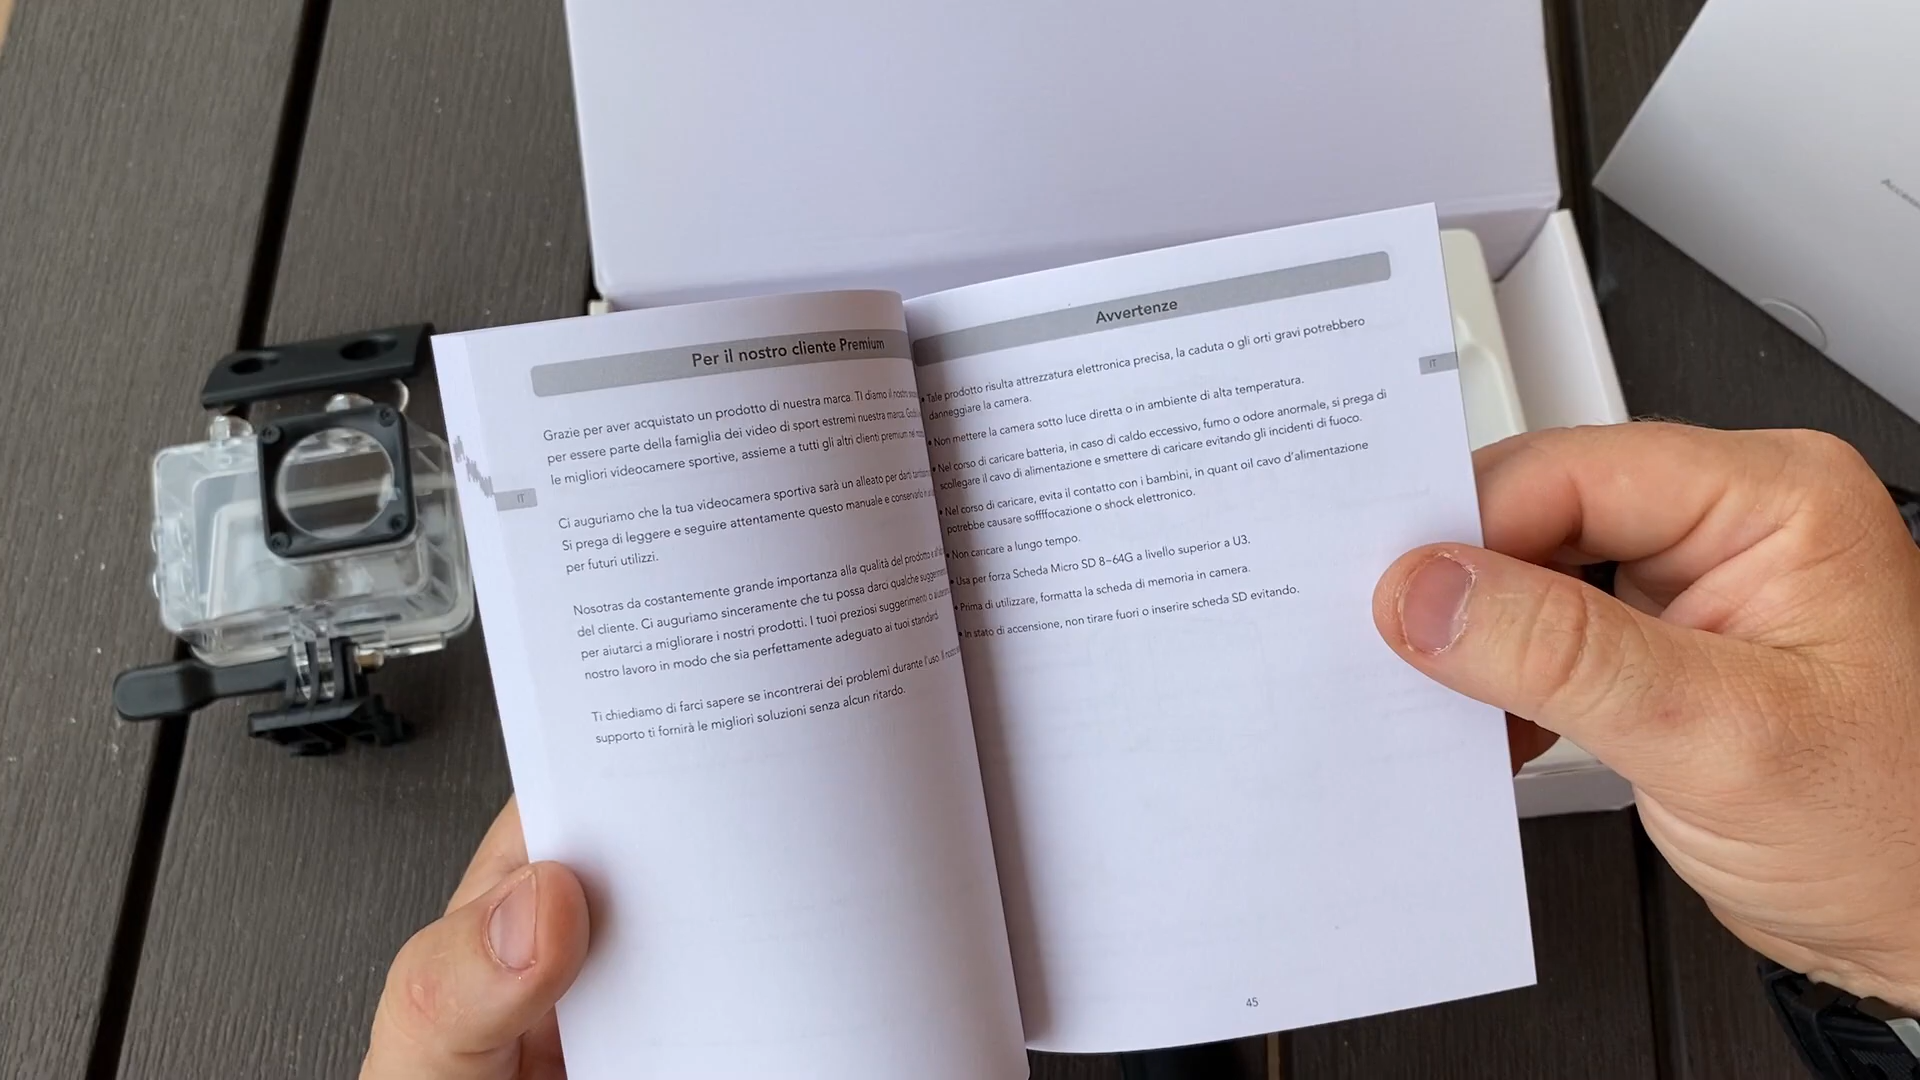 Per il nostro cliente Premium
IT
Grazie per aver acquistato un prodotto di nuestra marca. TI diamo il nostro
per essere parte della famiglia dei video di sport estremi nuestra marca.
le migliori videocamere sportive, assieme a tutti gli altri clienti premium nel
Ci auguriamo che la tua videocamera sportiva sarà un alleato per darti
Si prega di leggere e seguire attentamente questo manuale e conservarlo
per futuri utilizzi.
Nosotras da costantemente grande importanza alla qualità del prodotto
del cliente. Ci auguriamo sinceramente che tu possa darci qualche
per aiutarci a migliorare i nostri prodotti. I tuoi preziosi suggerimenti o
nostro lavoro in modo che sia perfettamente adeguato ai tuoi standard.
Ti chiediamo di farci sapere se incontrerai dei problemi durante l'uso. Il
supporto ti fornirà le migliori soluzioni senza alcun ritardo.
Avvertenze
IT
• Tale prodotto risulta attrezzatura elettronica precisa, la caduta o gli orti gravi potrebbero
danneggiare la camera.
• Non mettere la camera sotto luce diretta o in ambiente di alta temperatura.
• Nel corso di caricare batteria, in caso di caldo eccessivo, fumo o odore anormale, si prega di
scollegare il cavo di alimentazione e smettere di caricare evitando gli incidenti di fuoco.
• Nel corso di caricare, evita il contatto con i bambini, in quant oil cavo d'alimentazione
potrebbe causare soffffocazione o shock elettronico.
• Non caricare a lungo tempo.
• Usa per forza Scheda Micro SD 8–64G a livello superior a U3.
• Prima di utilizzare, formatta la scheda di memoria in camera.
• In stato di accensione, non tirare fuori o inserire scheda SD evitando.
45